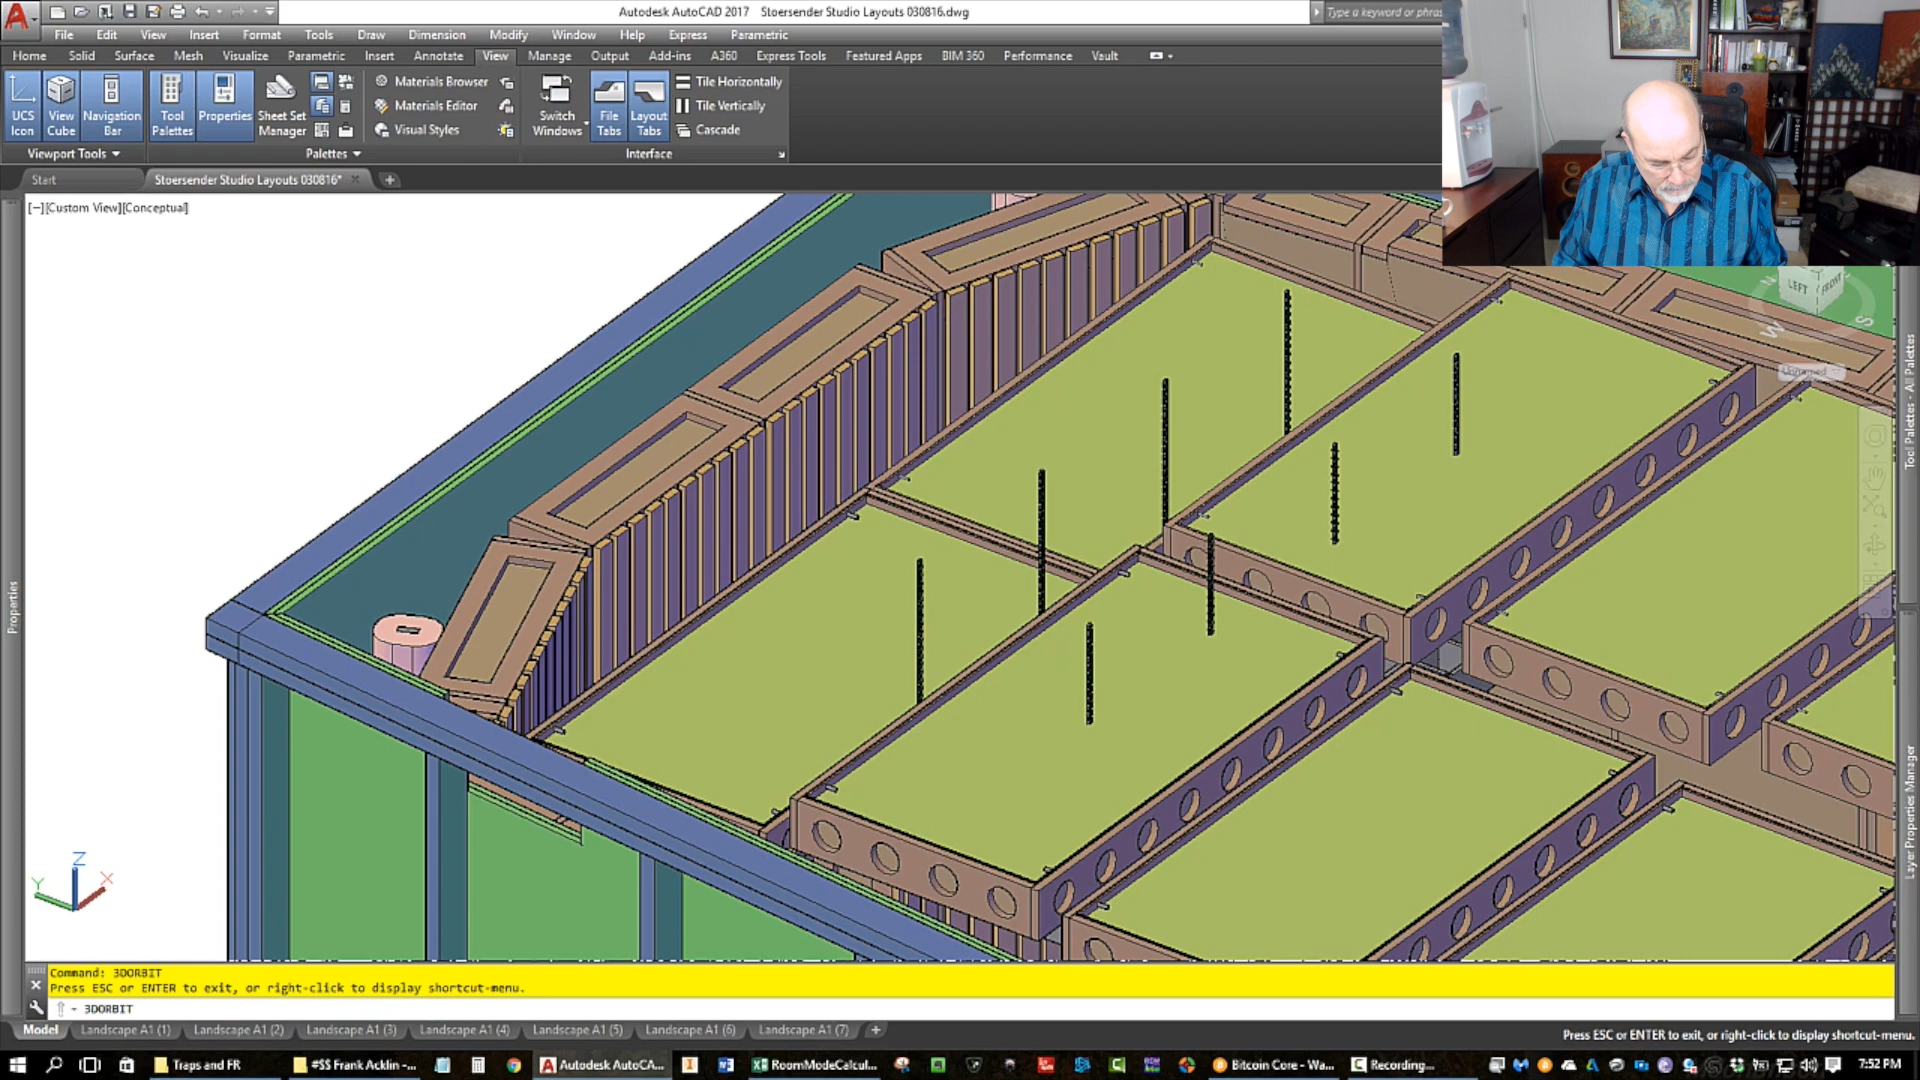 Autodesk AutoCAD 2017 Stoersender Studio Layouts 030816.dwg
Type a keyword or phras
File Edit View Insert Format Tools Draw Dimension Modify Window Help Express Parametric
Home Solid Surface Mesh Visualize Parametric Insert Annotate View Manage Output Add-ins A360 Express Tools Featured Apps BIM 360 Performance Vault
UCS Icon
View Cube
Navigation Bar
Tool Palettes
Properties
Sheet Set Manager
Materials Browser
Materials Editor
Visual Styles
Switch Windows
File Tabs
Layout Tabs
Tile Horizontally
Tile Vertically
Cascade
Viewport Tools
Palettes
Interface
Start
Stoersender Studio Layouts 030816*
[−][Custom View][Conceptual]
LEFT
FRONT
N
W
S
Unnamed
Tool Palettes - All Palettes
Layer Properties Manager
Properties
Z
Y
X
Command: 3DORBIT
Press ESC or ENTER to exit, or right-click to display shortcut-menu.
3DORBIT
Model Landscape A1 (1) Landscape A1 (2) Landscape A1 (3) Landscape A1 (4) Landscape A1 (5) Landscape A1 (6) Landscape A1 (7) +
Press ESC or ENTER to exit, or right-click to display shortcut-menu.
Traps and FR
#$$ Frank Acklin -...
Autodesk AutoCA...
RoomModeCalcul...
Bitcoin Core - Wa...
Recording...
7:52 PM